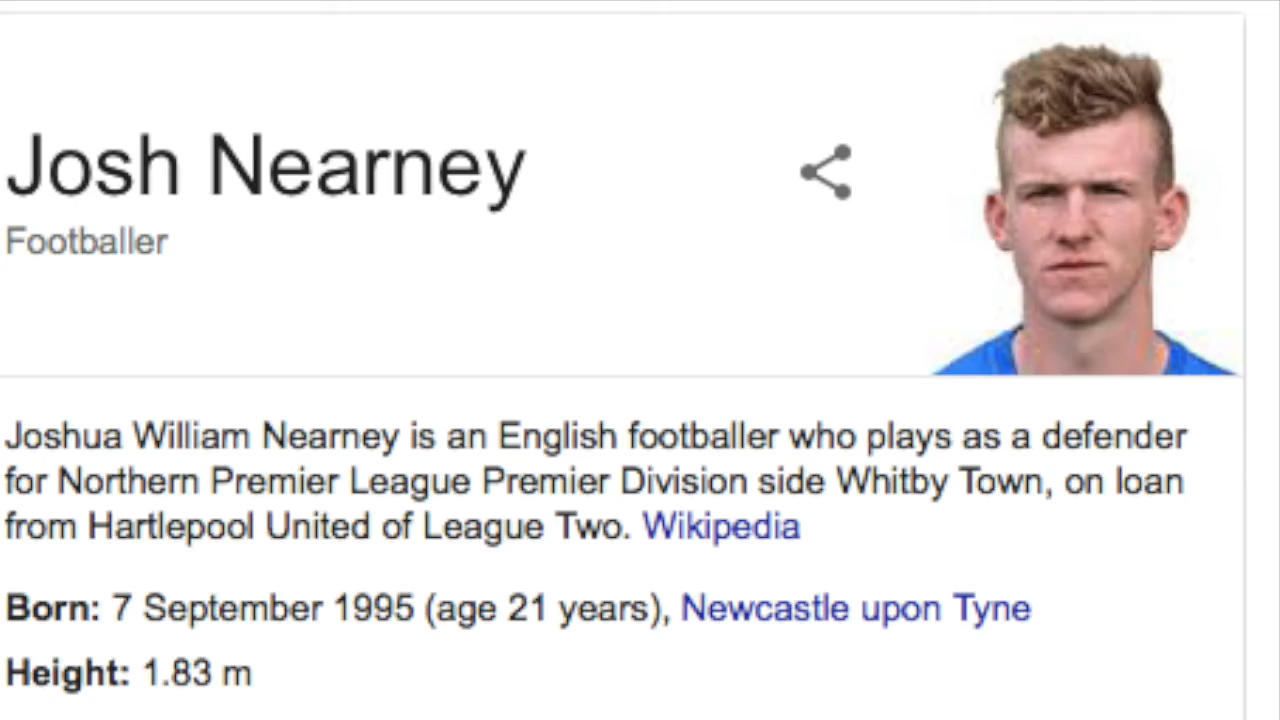 Josh Nearney
Footballer
Joshua William Nearney is an English footballer who plays as a defender
for Northern Premier League Premier Division side Whitby Town, on loan
from Hartlepool United of League Two. Wikipedia
Born: 7 September 1995 (age 21 years), Newcastle upon Tyne
Height: 1.83 m